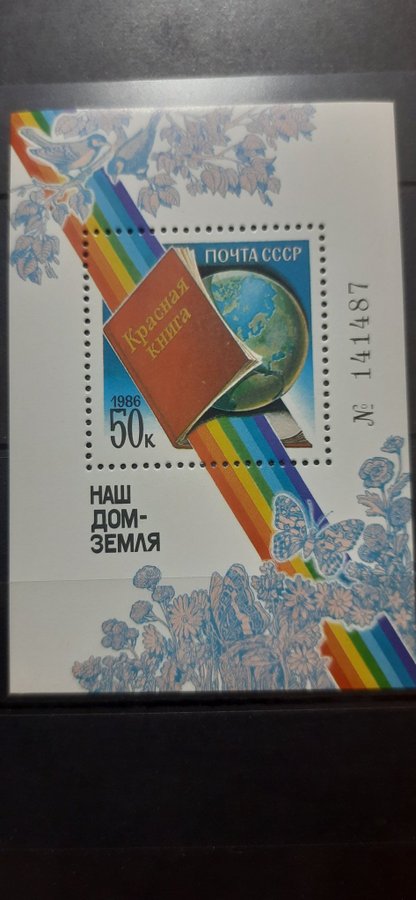 ПОЧТА СССР
Красная
книга
1986
50к
№ 141487
НАШ
ДОМ-
ЗЕМЛЯ